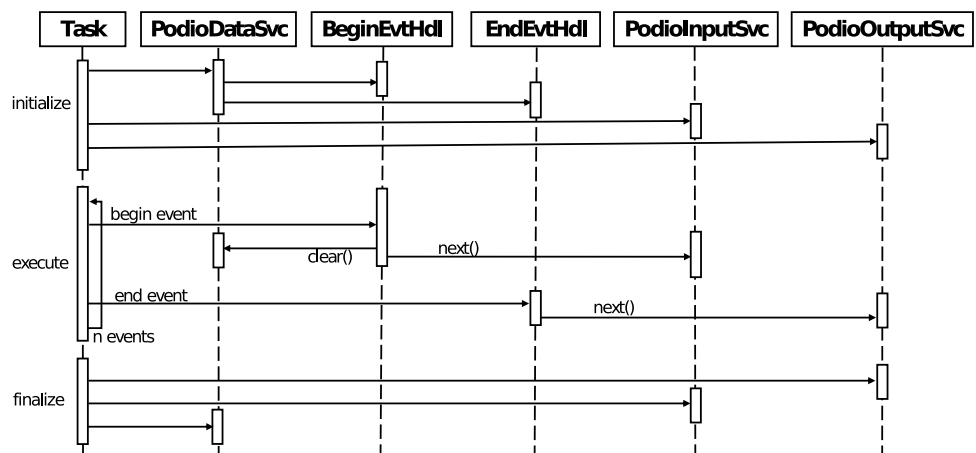 Task
PodioDataSvc
BeginEvtHdl
EndEvtHdl
PodioInputSvc
PodioOutputSvc
initialize
begin event
clear()
next()
execute
end event
next()
n events
finalize